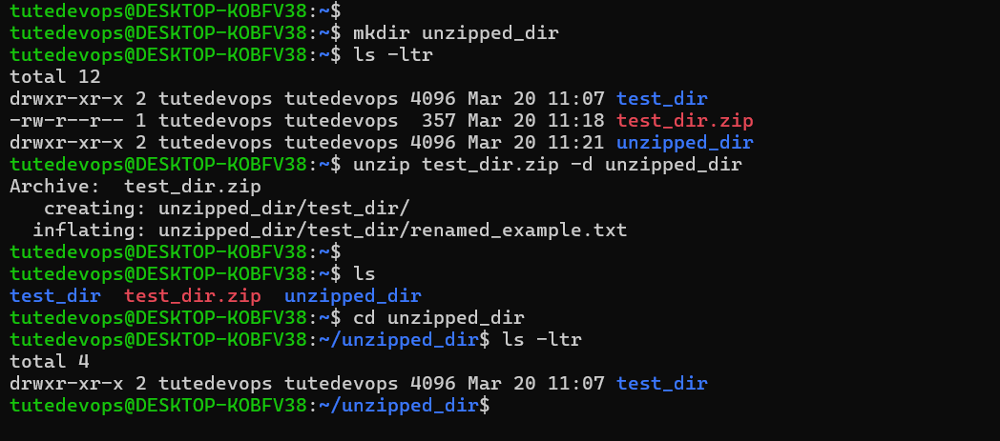 tutedevops@DESKTOP-KOBFV38:~$
tutedevops@DESKTOP-KOBFV38:~$ mkdir unzipped_dir
tutedevops@DESKTOP-KOBFV38:~$ ls -ltr
total 12
drwxr-xr-x 2 tutedevops tutedevops 4096 Mar 20 11:07 test_dir
-rw-r--r-- 1 tutedevops tutedevops  357 Mar 20 11:18 test_dir.zip
drwxr-xr-x 2 tutedevops tutedevops 4096 Mar 20 11:21 unzipped_dir
tutedevops@DESKTOP-KOBFV38:~$ unzip test_dir.zip -d unzipped_dir
Archive:  test_dir.zip
   creating: unzipped_dir/test_dir/
  inflating: unzipped_dir/test_dir/renamed_example.txt
tutedevops@DESKTOP-KOBFV38:~$
tutedevops@DESKTOP-KOBFV38:~$ ls
test_dir  test_dir.zip  unzipped_dir
tutedevops@DESKTOP-KOBFV38:~$ cd unzipped_dir
tutedevops@DESKTOP-KOBFV38:~/unzipped_dir$ ls -ltr
total 4
drwxr-xr-x 2 tutedevops tutedevops 4096 Mar 20 11:07 test_dir
tutedevops@DESKTOP-KOBFV38:~/unzipped_dir$